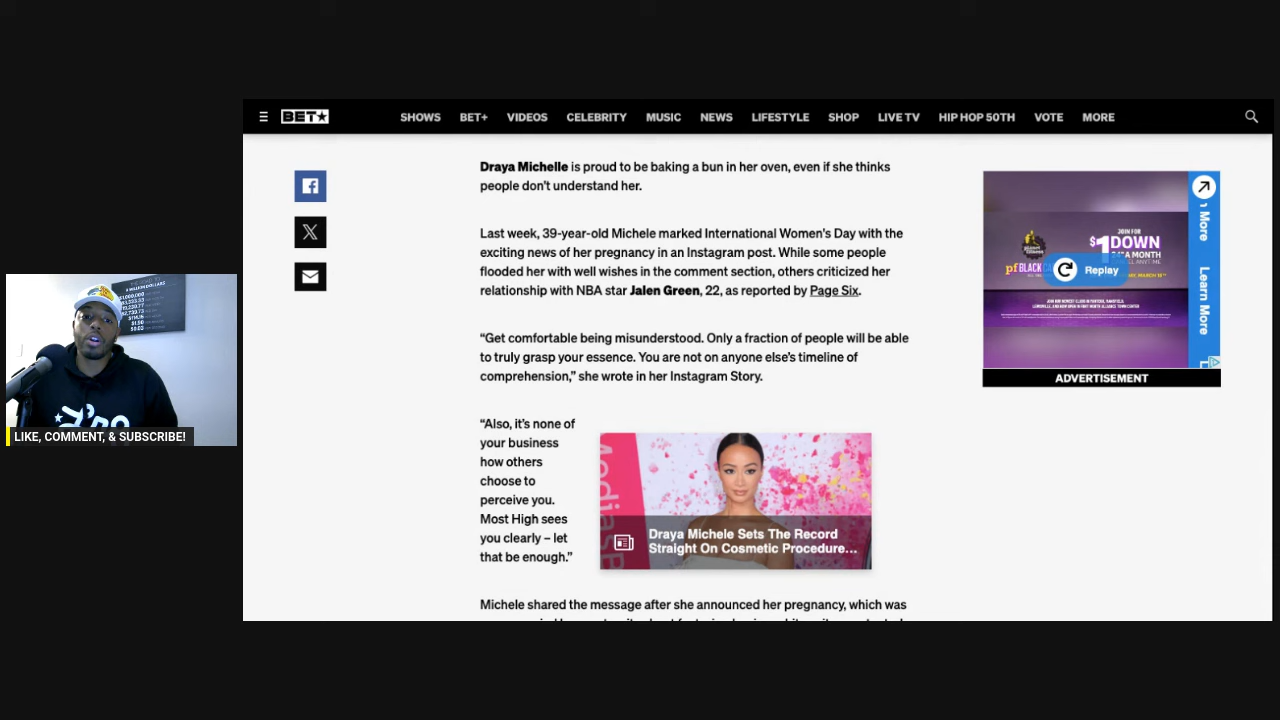 BET★
SHOWS
BET+
VIDEOS
CELEBRITY
MUSIC
NEWS
LIFESTYLE
SHOP
LIVE TV
HIP HOP 50TH
VOTE
MORE
Draya Michelle is proud to be baking a bun in her oven, even if she thinks
people don't understand her.
Last week, 39-year-old Michele marked International Women's Day with the
exciting news of her pregnancy in an Instagram post. While some people
flooded her with well wishes in the comment section, others criticized her
relationship with NBA star Jalen Green, 22, as reported by Page Six.
“Get comfortable being misunderstood. Only a fraction of people will be able
to truly grasp your essence. You are not on anyone else’s timeline of
comprehension,” she wrote in her Instagram Story.
“Also, it’s none of
your business
how others
choose to
perceive you.
Most High sees
you clearly – let
that be enough.”
Draya Michele Sets The Record
Straight On Cosmetic Procedure...
Michele shared the message after she announced her pregnancy, which was
JOIN FOR
$1 DOWN
A MONTH
pf BLACK
Replay
Learn More
ADVERTISEMENT
LIKE, COMMENT, & SUBSCRIBE!